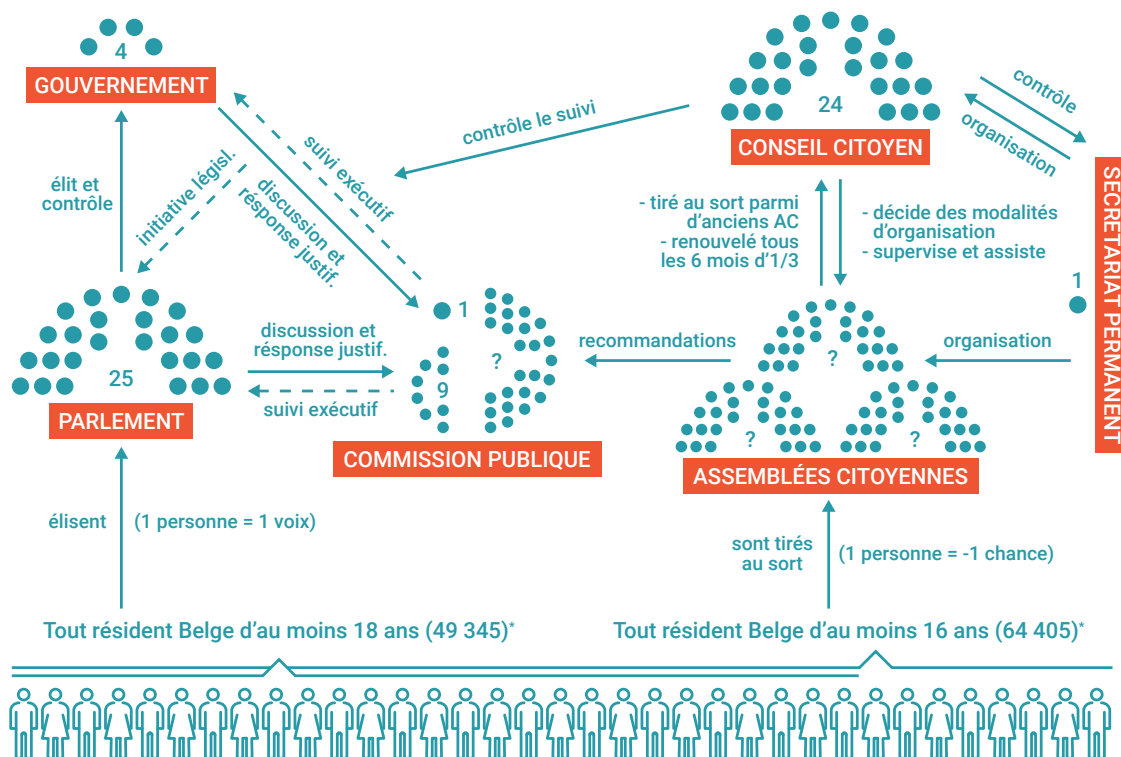 4
GOUVERNEMENT
24
CONSEIL CITOYEN
contrôle
organisation
SECRETARIAT PERMANENT
1
contrôle le suivi
suivi exécutif
discussion et
résponse justif.
initiative législ.
élit et
contrôle
- tiré au sort parmi
d'anciens AC
- renouvelé tous
les 6 mois d'1/3
- décide des modalités
d'organisation
- supervise et assiste
25
PARLEMENT
discussion et
résponse justif.
suivi exécutif
1
?
9
COMMISSION PUBLIQUE
recommandations
organisation
?
?
?
ASSEMBLÉES CITOYENNES
élisent
(1 personne = 1 voix)
sont tirés
au sort
(1 personne = -1 chance)
Tout résident Belge d'au moins 18 ans (49 345)*
Tout résident Belge d'au moins 16 ans (64 405)*